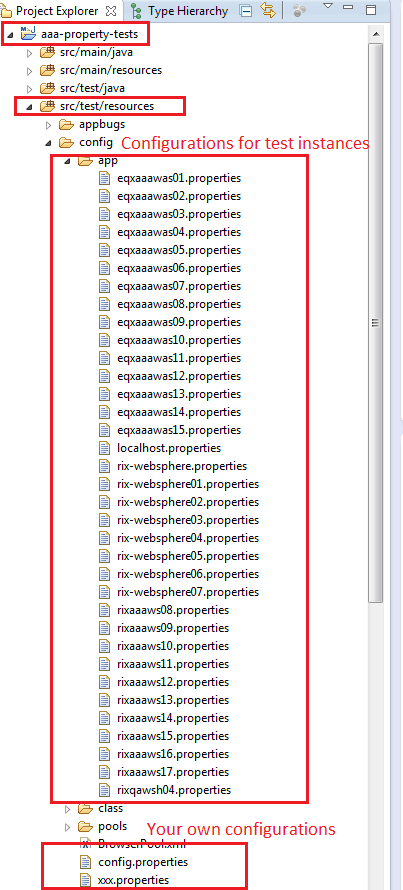 Project Explorer Type Hierarchy
aaa-property-tests
src/main/java
src/main/resources
src/test/java
src/test/resources
appbugs
config Configurations for test instances
app
eqxaaawas01.properties
eqxaaawas02.properties
eqxaaawas03.properties
eqxaaawas04.properties
eqxaaawas05.properties
eqxaaawas06.properties
eqxaaawas07.properties
eqxaaawas08.properties
eqxaaawas09.properties
eqxaaawas10.properties
eqxaaawas11.properties
eqxaaawas12.properties
eqxaaawas13.properties
eqxaaawas14.properties
eqxaaawas15.properties
localhost.properties
rix-websphere.properties
rix-websphere01.properties
rix-websphere02.properties
rix-websphere03.properties
rix-websphere04.properties
rix-websphere05.properties
rix-websphere06.properties
rix-websphere07.properties
rixaaaws08.properties
rixaaaws09.properties
rixaaaws10.properties
rixaaaws11.properties
rixaaaws12.properties
rixaaaws13.properties
rixaaaws14.properties
rixaaaws15.properties
rixaaaws16.properties
rixaaaws17.properties
rixqawsh04.properties
class
pools Your own configurations
BrowserPool.xml
config.properties
xxx.properties